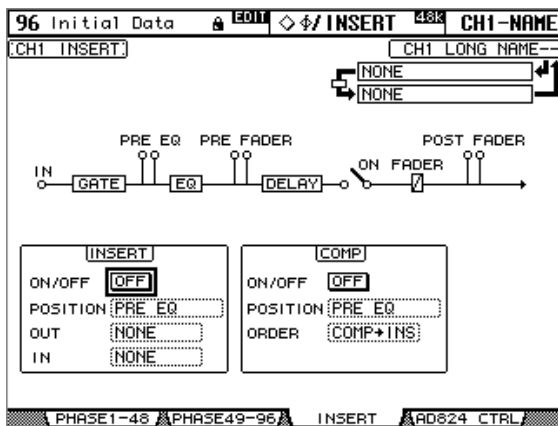 96 Initial Data EDIT ◇ φ/INSERT 48k CH1-NAME
CH1 INSERT CH1 LONG NAME--
NONE
NONE
PRE EQ PRE FADER POST FADER
IN GATE EQ DELAY ON FADER
INSERT
ON/OFF OFF
POSITION PRE EQ
OUT NONE
IN NONE
COMP
ON/OFF OFF
POSITION PRE EQ
ORDER COMP→INS
PHASE1-48 PHASE49-96 INSERT AD824 CTRL